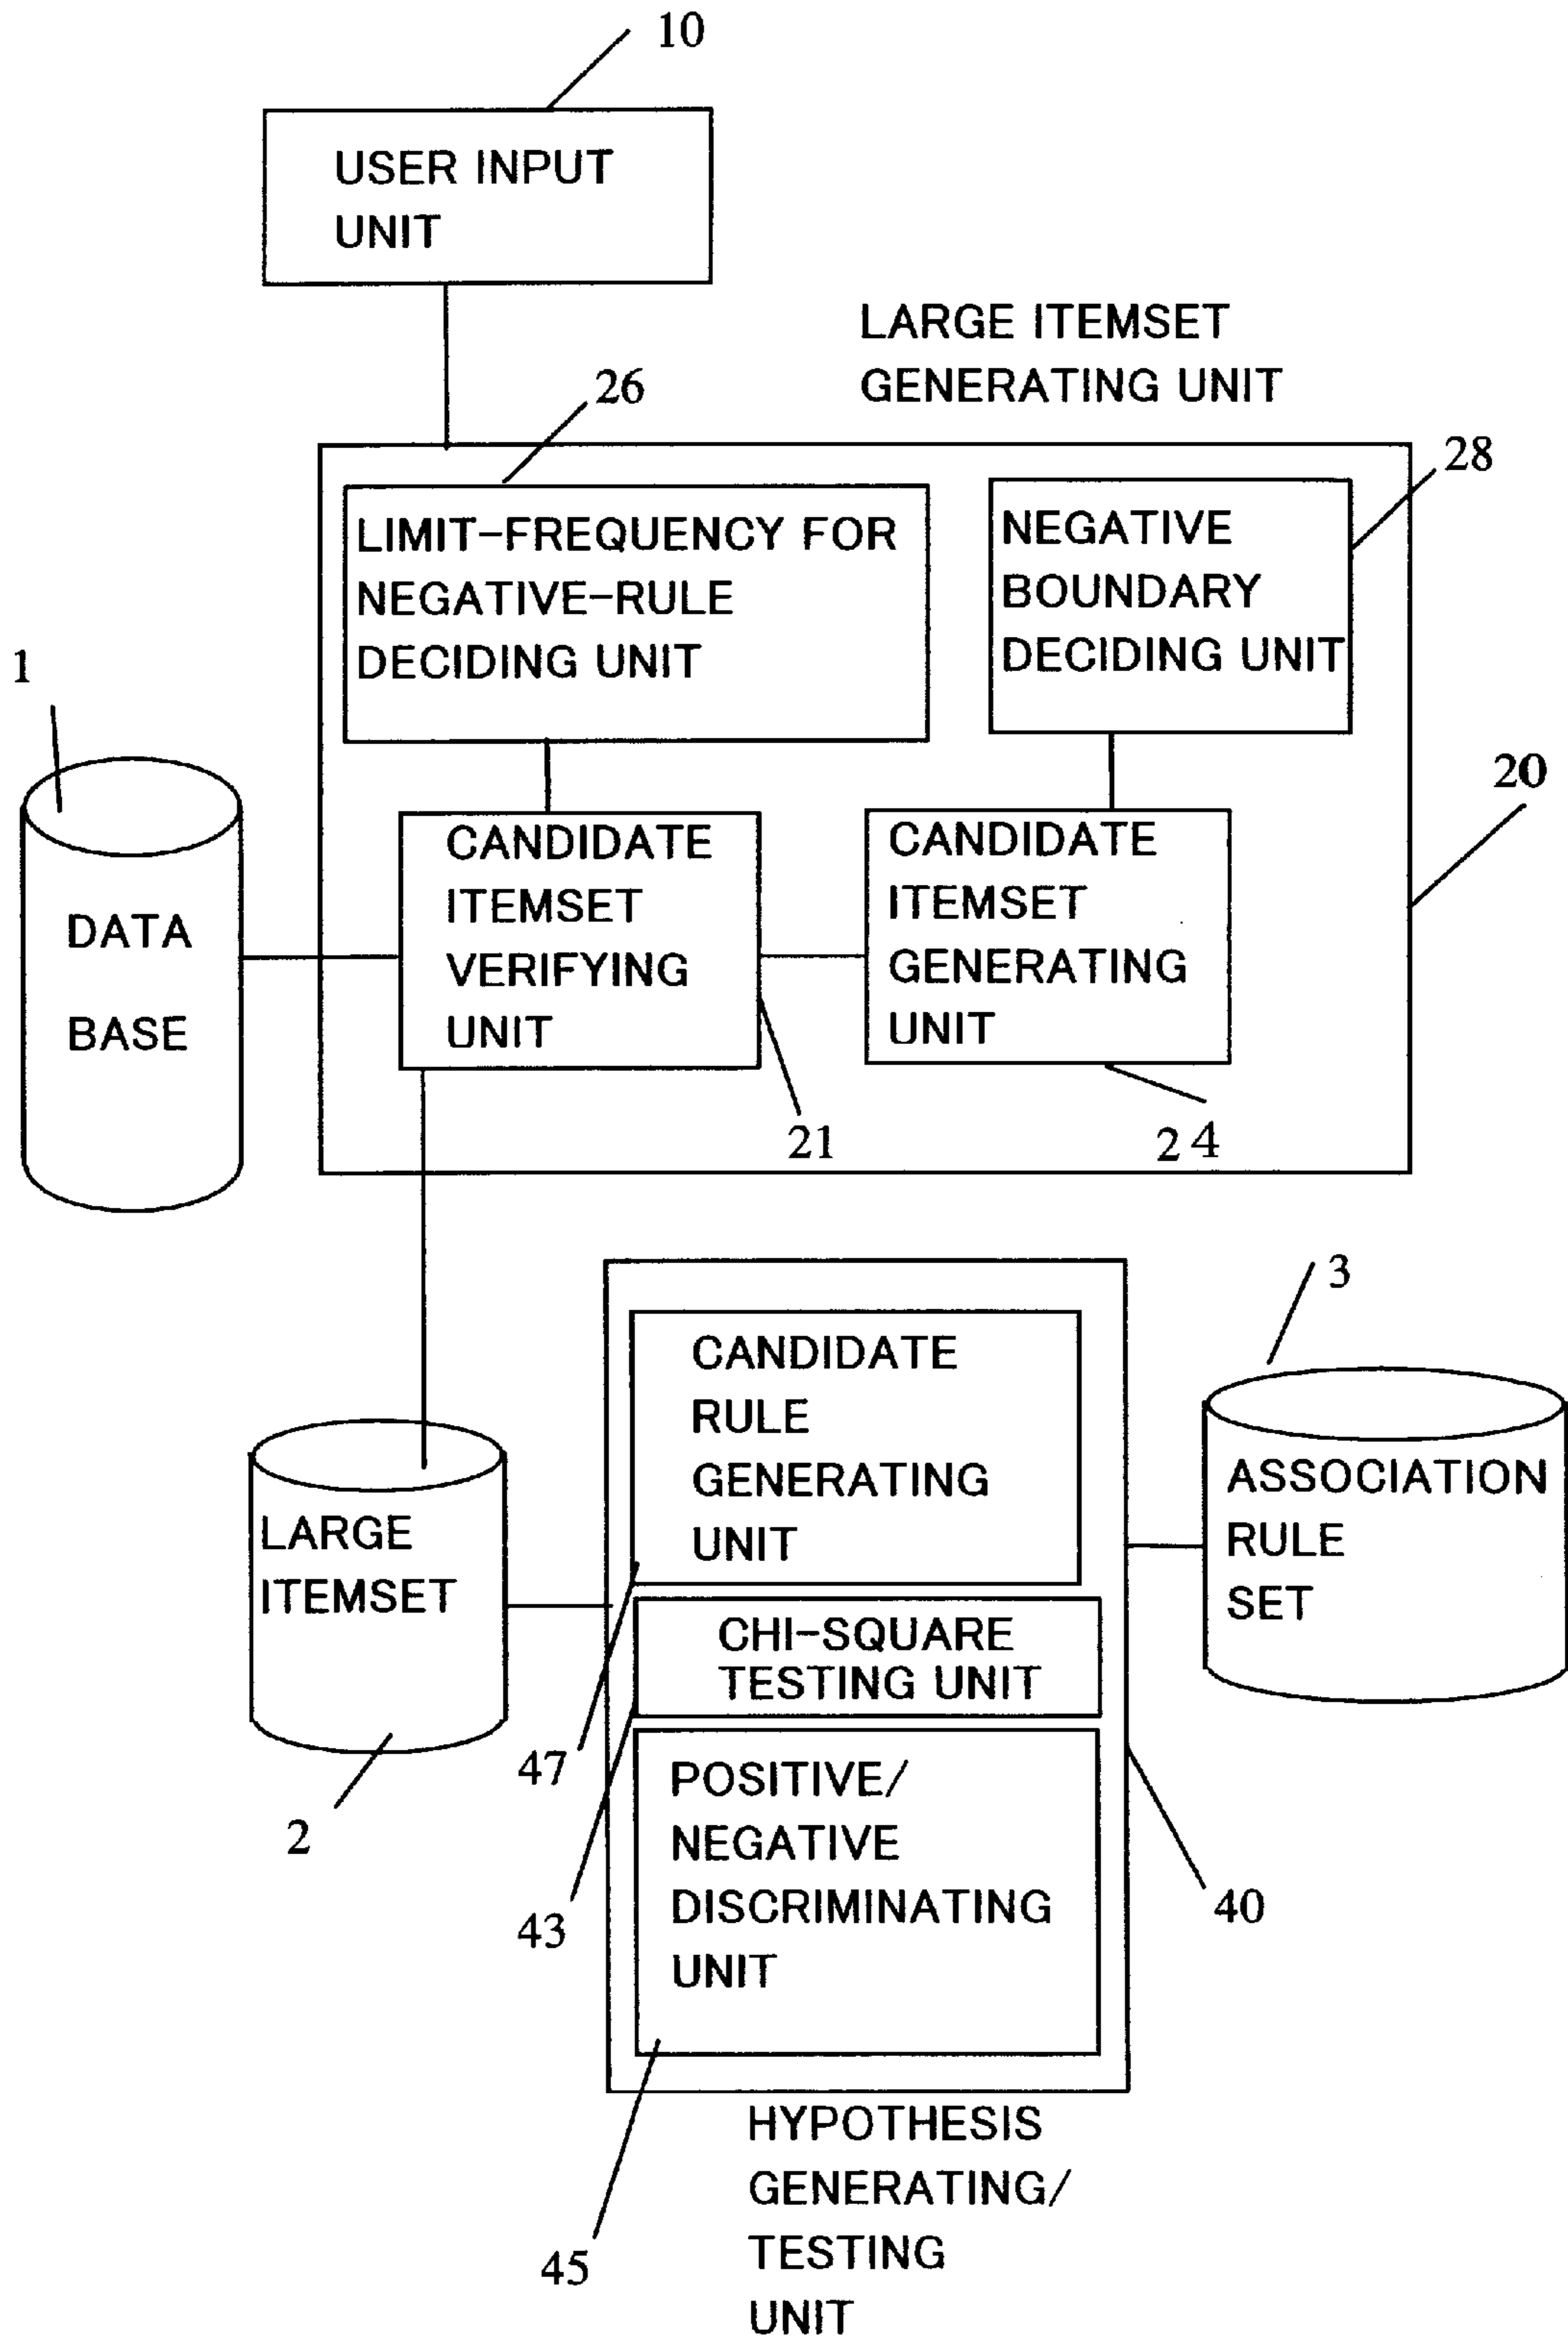 10
USER INPUT
UNIT
LARGE ITEMSET
GENERATING UNIT
26
28
LIMIT-FREQUENCY FOR
NEGATIVE-RULE
DECIDING UNIT
NEGATIVE
BOUNDARY
DECIDING UNIT
1
20
DATA
BASE
CANDIDATE
ITEMSET
VERIFYING
UNIT
CANDIDATE
ITEMSET
GENERATING
UNIT
21
24
3
CANDIDATE
RULE
GENERATING
UNIT
ASSOCIATION
RULE
SET
LARGE
ITEMSET
CHI-SQUARE
TESTING UNIT
47
2
POSITIVE/
NEGATIVE
DISCRIMINATING
UNIT
43
40
45
HYPOTHESIS
GENERATING/
TESTING
UNIT